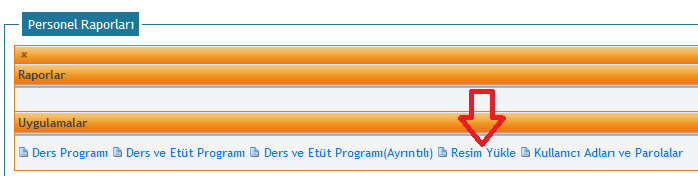 Personel Raporları
×
Raporlar
Uygulamalar
Ders Programı Ders ve Etüt Programı Ders ve Etüt Programı(Ayrıntılı) Resim Yükle Kullanıcı Adları ve Parolalar